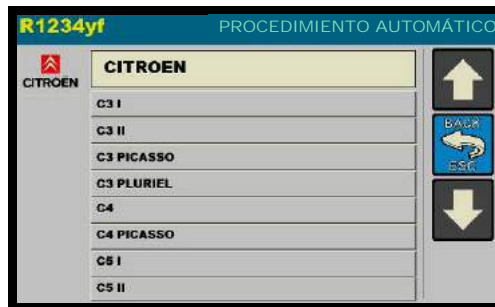 R1234yf PROCEDIMIENTO AUTOMÁTICO
CITROËN
CITROEN
C3 I
C3 II
C3 PICASSO
C3 PLURIEL
C4
C4 PICASSO
C5 I
C5 II
BACK
ESC